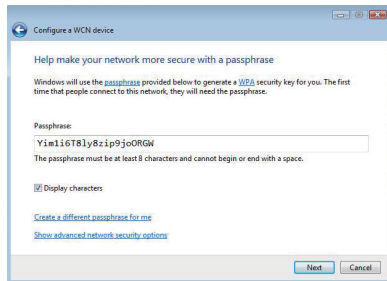 Configure a WCN device
Help make your network more secure with a passphrase
Windows will use the passphrase provided below to generate a WPA security key for you. The first
time that people connect to this network, they will need the passphrase.
Passphrase:
Yim1i6T8ly8zip9joORGW
The passphrase must be at least 8 characters and cannot begin or end with a space.
Display characters
Create a different passphrase for me
Show advanced network security options
Next Cancel